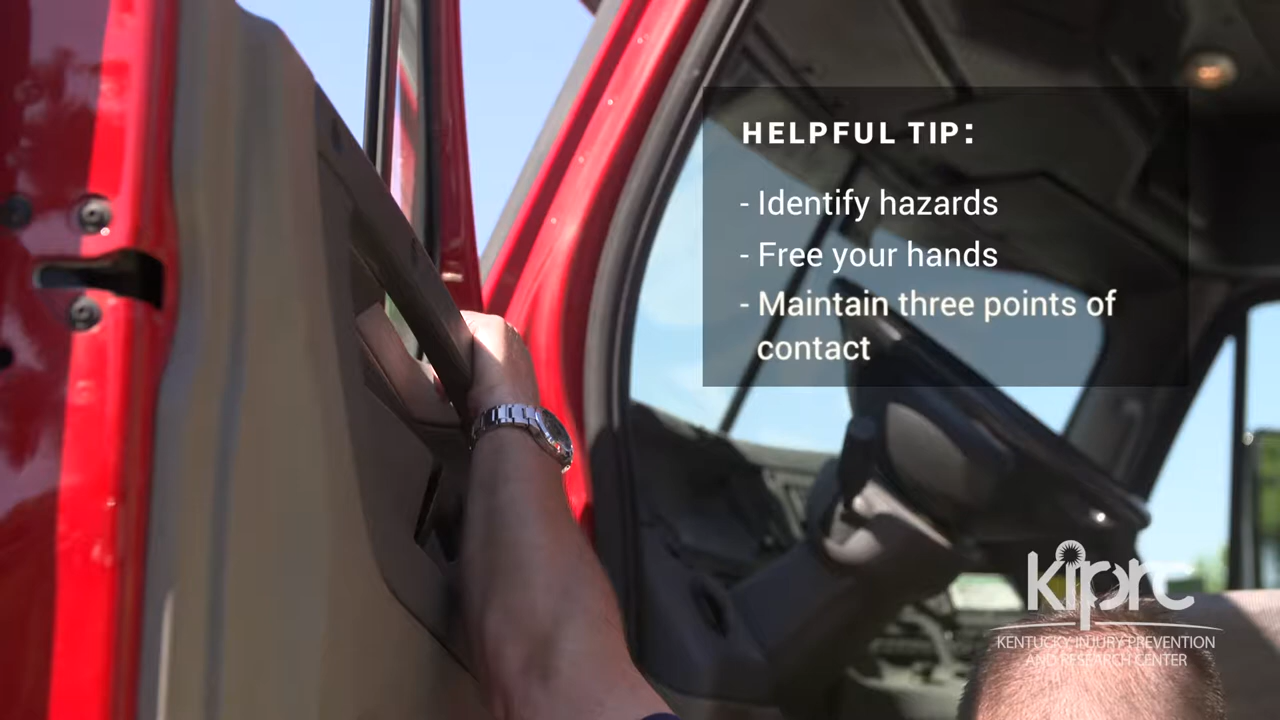 HELPFUL TIP:
- Identify hazards
- Free your hands
- Maintain three points of
contact
kiprc
KENTUCKY INJURY PREVENTION
AND RESEARCH CENTER